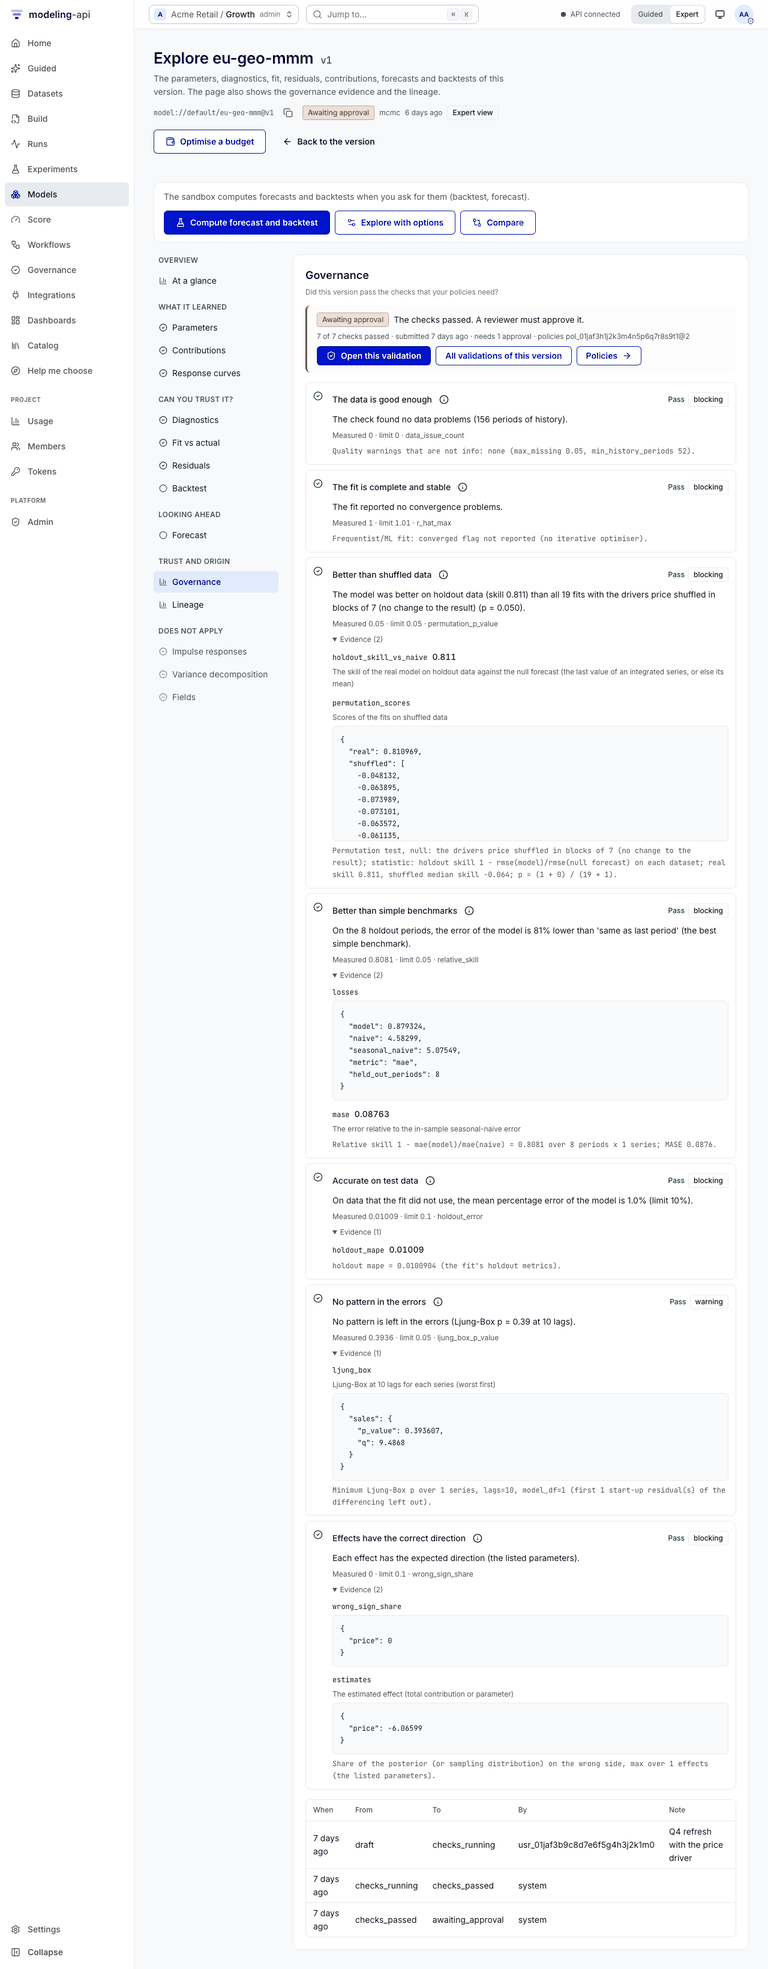 modeling-api
A Acme Retail / Growth admin
Jump to... ⌘ K
API connected
Guided Expert
AA
Home
Guided
Datasets
Build
Runs
Experiments
Models
Score
Workflows
Governance
Integrations
Dashboards
Catalog
Help me choose
PROJECT
Usage
Members
Tokens
PLATFORM
Admin
Settings
Collapse
Explore eu-geo-mmm v1
The parameters, diagnostics, fit, residuals, contributions, forecasts and backtests of this
version. The page also shows the governance evidence and the lineage.
model://default/eu-geo-mmm@v1 Awaiting approval mcmc 6 days ago Expert view
Optimise a budget Back to the version
The sandbox computes forecasts and backtests when you ask for them (backtest, forecast).
Compute forecast and backtest Explore with options Compare
OVERVIEW
At a glance
WHAT IT LEARNED
Parameters
Contributions
Response curves
CAN YOU TRUST IT?
Diagnostics
Fit vs actual
Residuals
Backtest
LOOKING AHEAD
Forecast
TRUST AND ORIGIN
Governance
Lineage
DOES NOT APPLY
Impulse responses
Variance decomposition
Fields
Governance
Did this version pass the checks that your policies need?
Awaiting approval The checks passed. A reviewer must approve it.
7 of 7 checks passed · submitted 7 days ago · needs 1 approval · policies pol_01jaf3h1j2k3m4n5p6q7r8s9t1@2
Open this validation All validations of this version Policies →
The data is good enough Pass blocking
The check found no data problems (156 periods of history).
Measured 0 · limit 0 · data_issue_count
Quality warnings that are not info: none (max_missing 0.05, min_history_periods 52).
The fit is complete and stable Pass blocking
The fit reported no convergence problems.
Measured 1 · limit 1.01 · r_hat_max
Frequentist/ML fit: converged flag not reported (no iterative optimiser).
Better than shuffled data Pass blocking
The model was better on holdout data (skill 0.811) than all 19 fits with the drivers price shuffled in
blocks of 7 (no change to the result) (p = 0.050).
Measured 0.05 · limit 0.05 · permutation_p_value
▼ Evidence (2)
holdout_skill_vs_naive 0.811
The skill of the real model on holdout data against the null forecast (the last value of an integrated series, or else its
mean)
permutation_scores
Scores of the fits on shuffled data
{
"real": 0.810969,
"shuffled": [
-0.048132,
-0.063895,
-0.073989,
-0.073101,
-0.063572,
-0.061135,
Permutation test, null: the drivers price shuffled in blocks of 7 (no change to the
result); statistic: holdout skill 1 - rmse(model)/rmse(null forecast) on each dataset; real
skill 0.811, shuffled median skill -0.064; p = (1 + 0) / (19 + 1).
Better than simple benchmarks Pass blocking
On the 8 holdout periods, the error of the model is 81% lower than 'same as last period' (the best
simple benchmark).
Measured 0.8081 · limit 0.05 · relative_skill
▼ Evidence (2)
losses
{
"model": 0.879324,
"naive": 4.58299,
"seasonal_naive": 5.07549,
"metric": "mae",
"held_out_periods": 8
}
mase 0.08763
The error relative to the in-sample seasonal-naive error
Relative skill 1 - mae(model)/mae(naive) = 0.8081 over 8 periods x 1 series; MASE 0.0876.
Accurate on test data Pass blocking
On data that the fit did not use, the mean percentage error of the model is 1.0% (limit 10%).
Measured 0.01009 · limit 0.1 · holdout_error
▼ Evidence (1)
holdout_mape 0.01009
holdout mape = 0.0100904 (the fit's holdout metrics).
No pattern in the errors Pass warning
No pattern is left in the errors (Ljung-Box p = 0.39 at 10 lags).
Measured 0.3936 · limit 0.05 · ljung_box_p_value
▼ Evidence (1)
ljung_box
Ljung-Box at 10 lags for each series (worst first)
{
"sales": {
"p_value": 0.393607,
"q": 9.4868
}
}
Minimum Ljung-Box p over 1 series, lags=10, model_df=1 (first 1 start-up residual(s) of the
differencing left out).
Effects have the correct direction Pass blocking
Each effect has the expected direction (the listed parameters).
Measured 0 · limit 0.1 · wrong_sign_share
▼ Evidence (2)
wrong_sign_share
{
"price": 0
}
estimates
The estimated effect (total contribution or parameter)
{
"price": -6.06599
}
Share of the posterior (or sampling distribution) on the wrong side, max over 1 effects
(the listed parameters).
When From To By Note
7 days ago draft checks_running usr_01jaf3b9c8d7e6f5g4h3j2k1m0 Q4 refresh with the price driver
7 days ago checks_running checks_passed system
7 days ago checks_passed awaiting_approval system